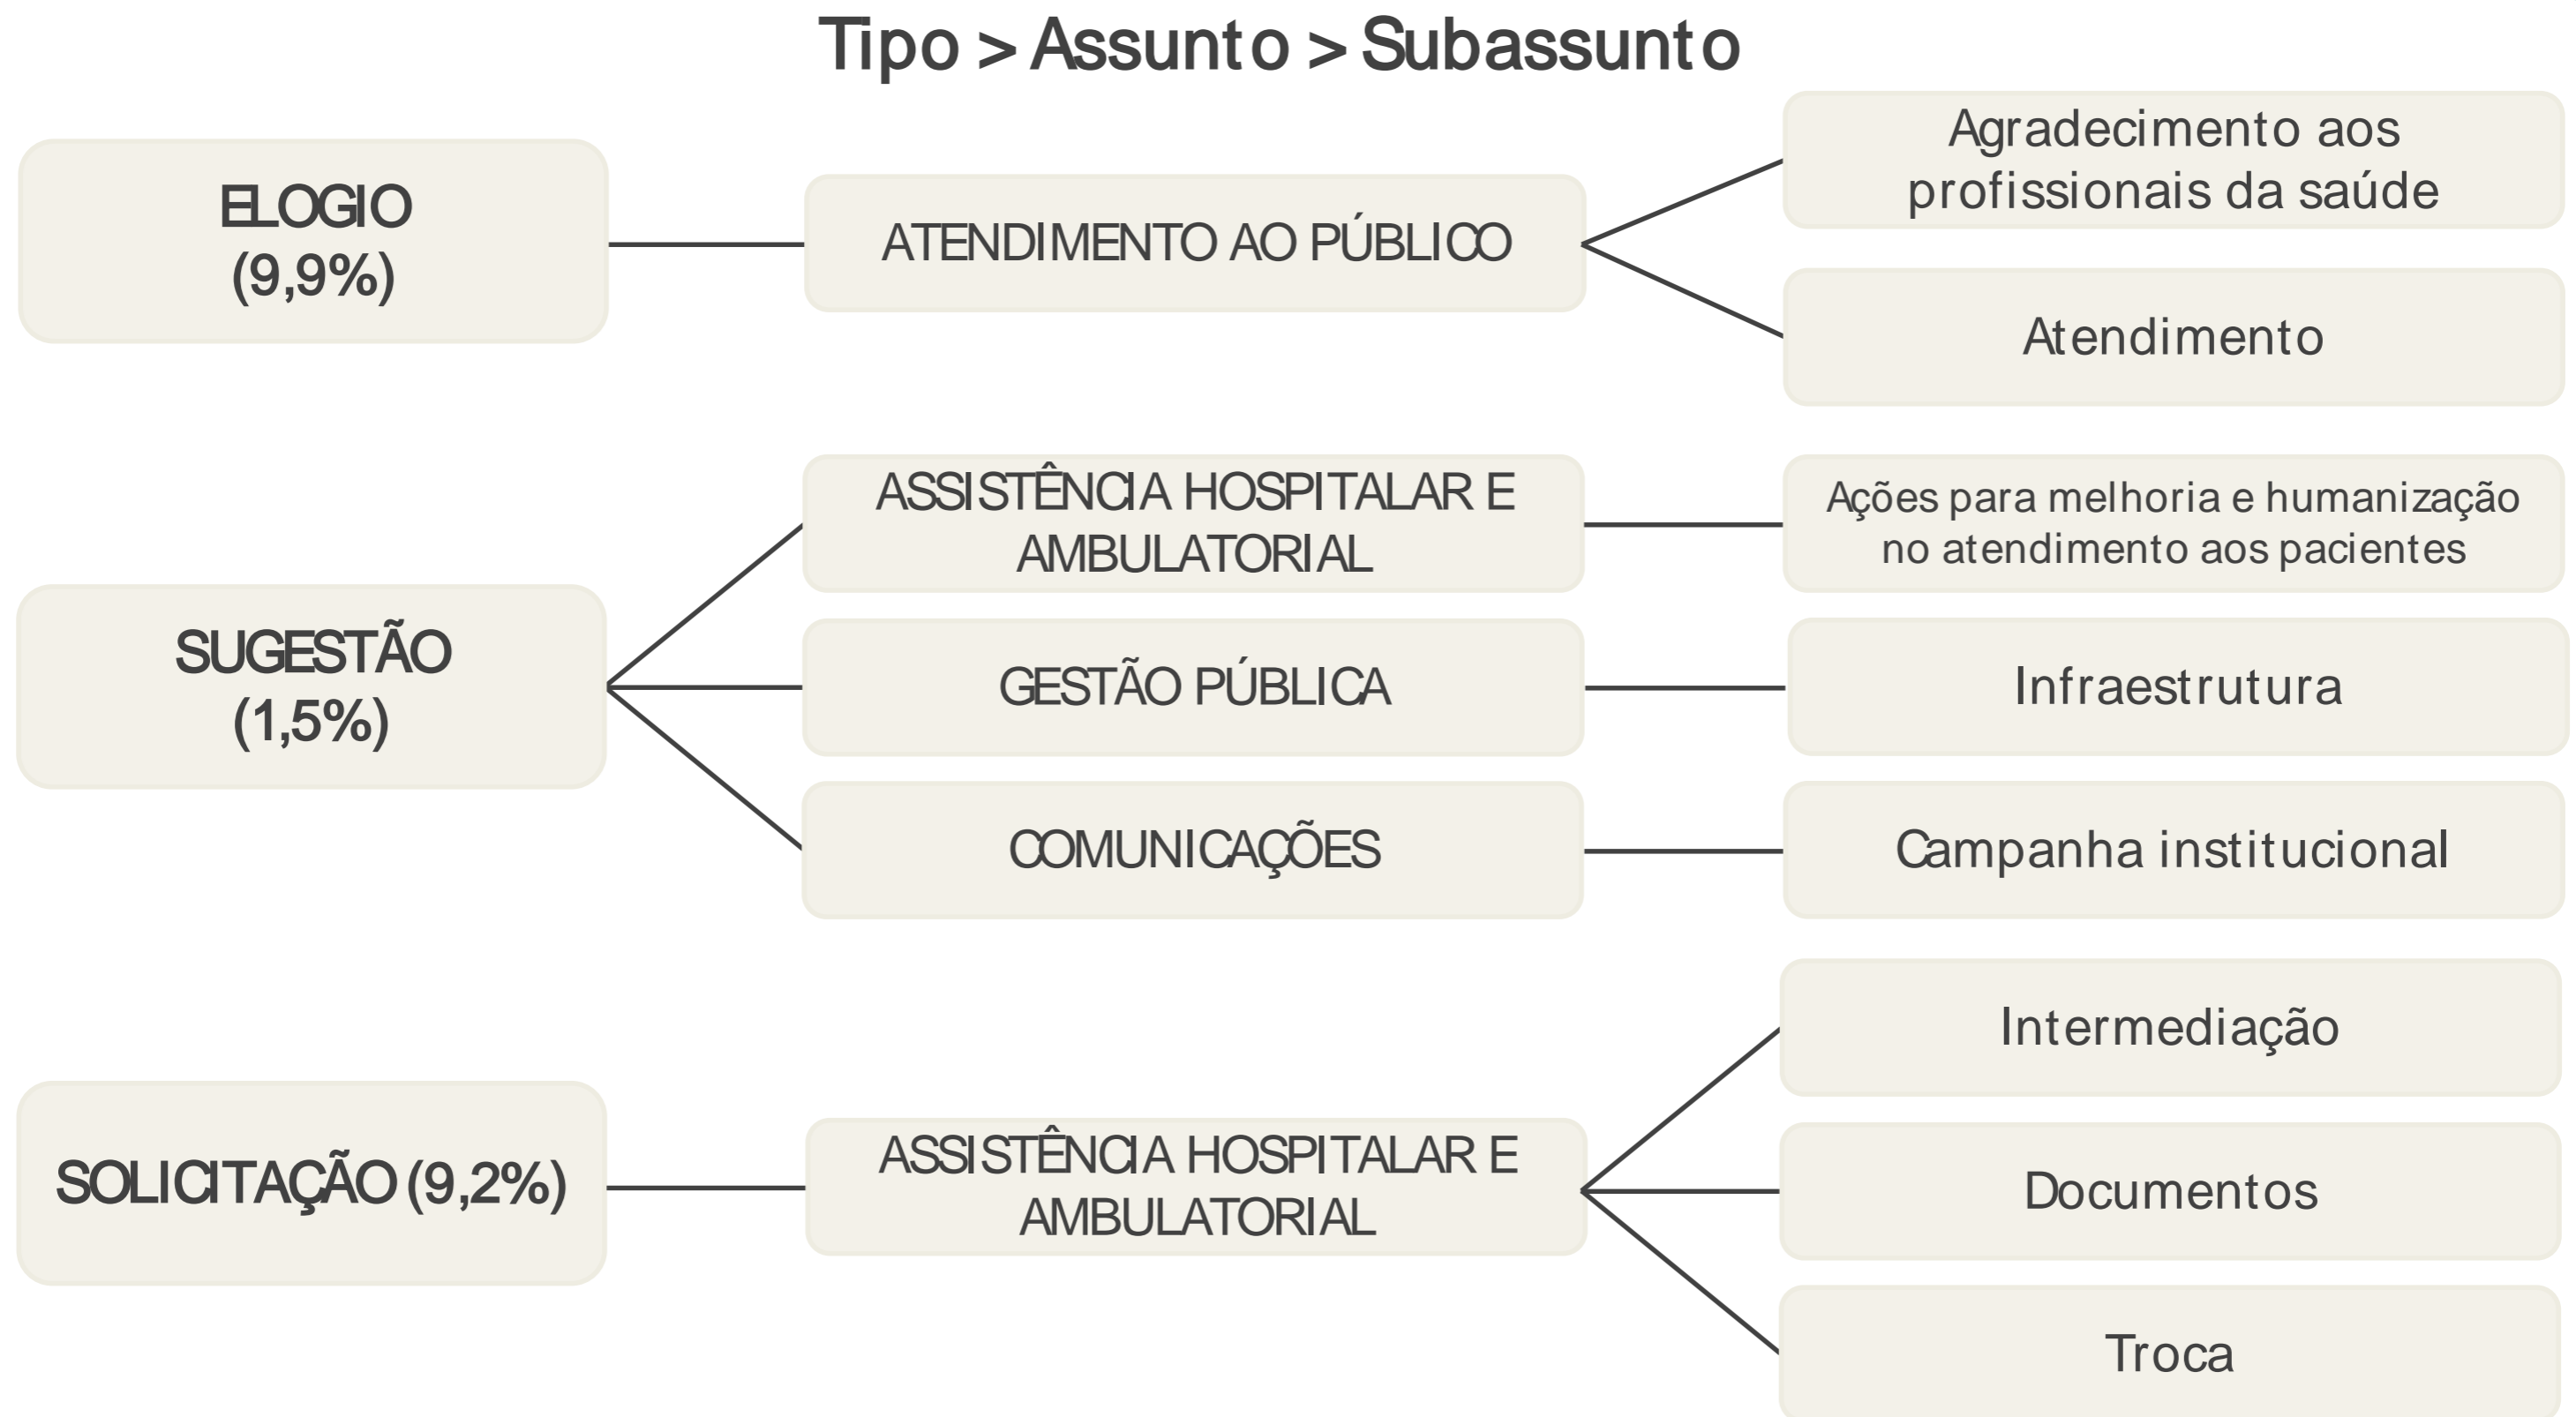 Tipo > Assunto > Subassunto
ELOGIO
(9,9%)
ATENDIMENTO AO PÚBLICO
Agradecimento aos
profissionais da saúde
Atendimento
SUGESTÃO
(1,5%)
ASSISTÊNCIA HOSPITALAR E
AMBULATORIAL
Ações para melhoria e humanização
no atendimento aos pacientes
GESTÃO PÚBLICA
Infraestrutura
COMUNICAÇÕES
Campanha institucional
SOLICITAÇÃO (9,2%)
ASSISTÊNCIA HOSPITALAR E
AMBULATORIAL
Intermediação
Documentos
Troca